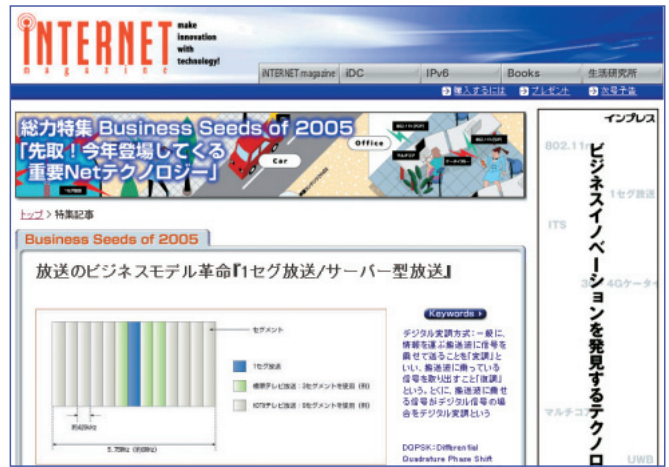 INTERNET
magazine
make
innovation
with
technology!
INTERNET magazine
iDC
IPv6
Books
生活研究所
購入するには
プレゼント
次号予告
総力特集 Business Seeds of 2005
「先取！今年登場してくる
重要Netテクノロジー」
Car
Office
トップ > 特集記事
Business Seeds of 2005
放送のビジネスモデル革命『1セグ放送/サーバー型放送』
セグメント
1セグ放送
標準テレビ放送：3セグメントを使用（例）
HDTVテレビ放送：9セグメントを使用（例）
約429kHz
Keywords
デジタル変調方式：一般に、
情報を運ぶ搬送波に信号を
乗せて送ることを「変調」と
いい、搬送波に乗っている
信号を取り出すこと「復調」
という。とくに、搬送波に乗せ
る信号がデジタル信号の場
合をデジタル変調という
DQPSK：Differential
Quadrature Phase Shift
インプレス
ビジネスイノベーションを発見するテクノロ
802.11n
1セグ放送
ITS
4Gケータイ
マルチコア
UWB